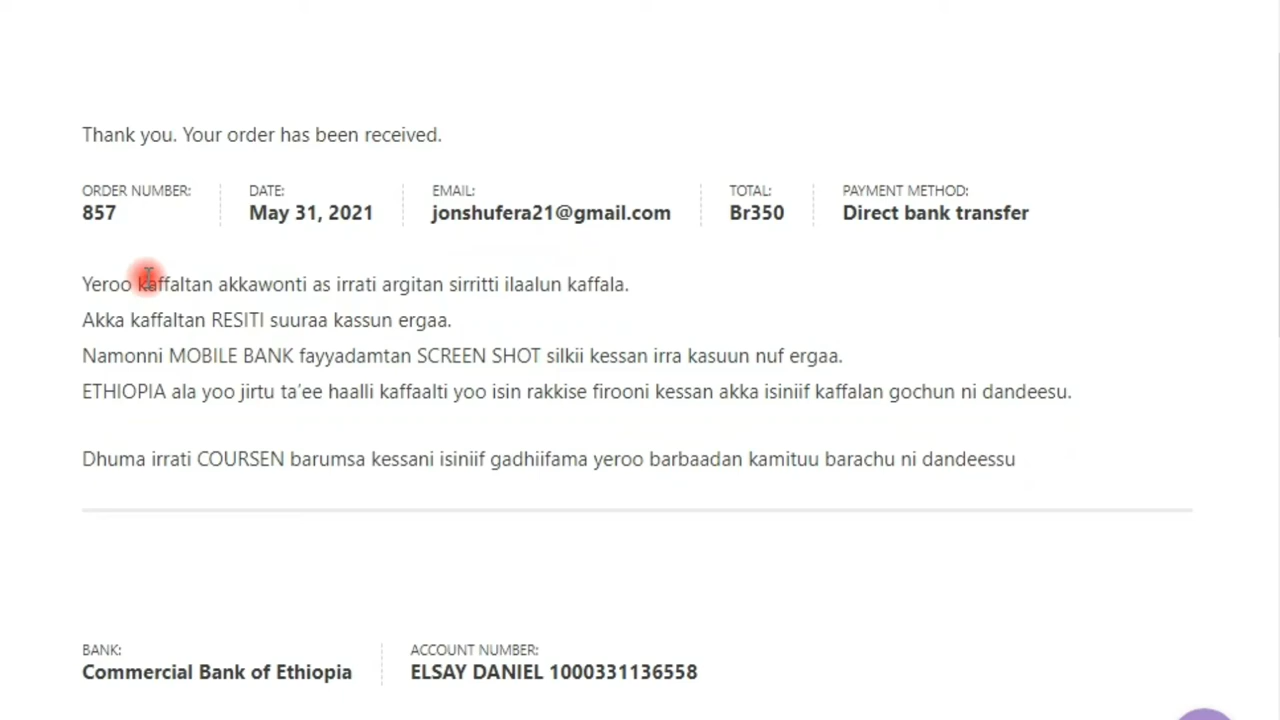 Thank you. Your order has been received.
ORDER NUMBER: DATE: EMAIL: TOTAL: PAYMENT METHOD:
857 May 31, 2021 jonshufera21@gmail.com Br350 Direct bank transfer
Yeroo kaffaltan akkawonti as irrati argitan sirritti ilaalun kaffala.
Akka kaffaltan RESITI suuraa kassun ergaa.
Namonni MOBILE BANK fayyadamtan SCREEN SHOT silkii kessan irra kasuun nuf ergaa.
ETHIOPIA ala yoo jirtu ta’ee haalli kaffaalti yoo isin rakkise firooni kessan akka isiniif kaffalan gochun ni dandeesu.
Dhuma irrati COURSEN barumsa kessani isiniif gadhiifama yeroo barbaadan kamituu barachu ni dandeessu
BANK: ACCOUNT NUMBER:
Commercial Bank of Ethiopia ELSAY DANIEL 1000331136558